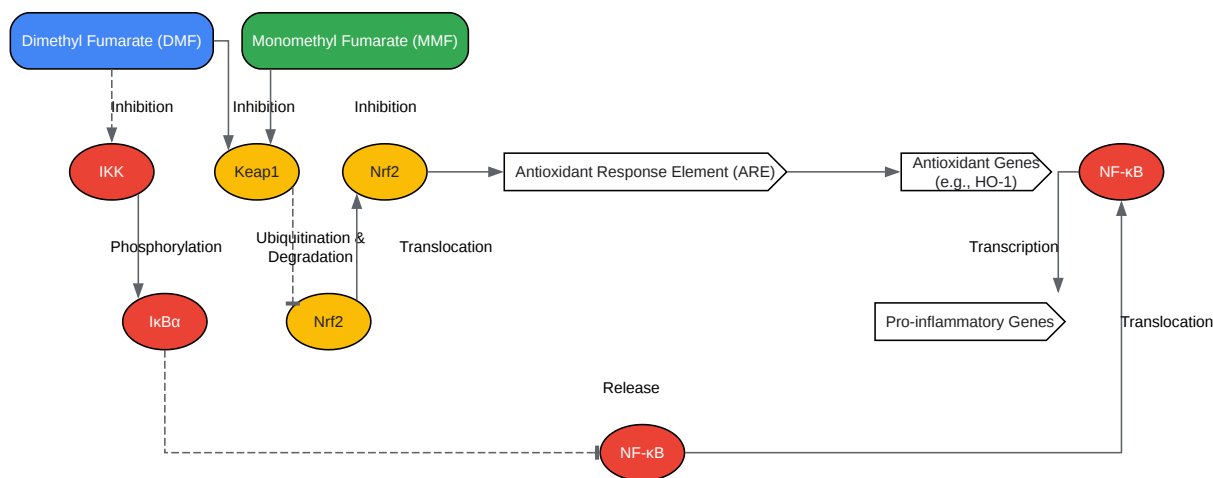 Dimethyl Fumarate (DMF)
Monomethyl Fumarate (MMF)
Inhibition
Inhibition
Inhibition
IKK
Keap1
Nrf2
Antioxidant Response Element (ARE)
Antioxidant Genes
(e.g., HO-1)
NF-κB
Phosphorylation
Ubiquitination &
Degradation
Translocation
Transcription
IκBα
Nrf2
Pro-inflammatory Genes
Translocation
Release
NF-κB